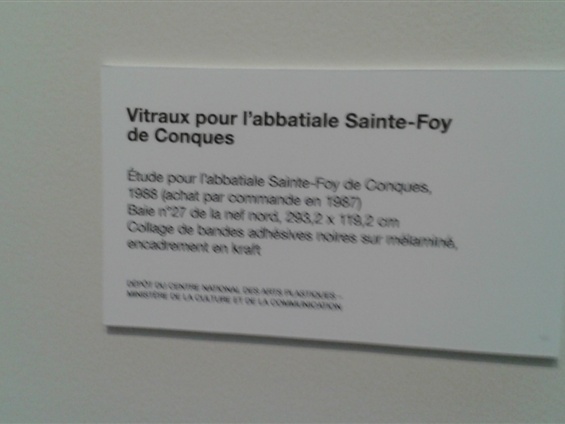 Vitraux pour l'abbatiale Sainte-Foy
de Conques
Étude pour l'abbatiale Sainte-Foy de Conques,
1988 (achat par commande en 1987)
Baie n°27 de la nef nord, 293,2 x 119,2 cm
Collage de bandes adhésives noires sur mélaminé,
encadrement en kraft
DÉPÔT DU CENTRE NATIONAL DES ARTS PLASTIQUES -
MINISTÈRE DE LA CULTURE ET DE LA COMMUNICATION